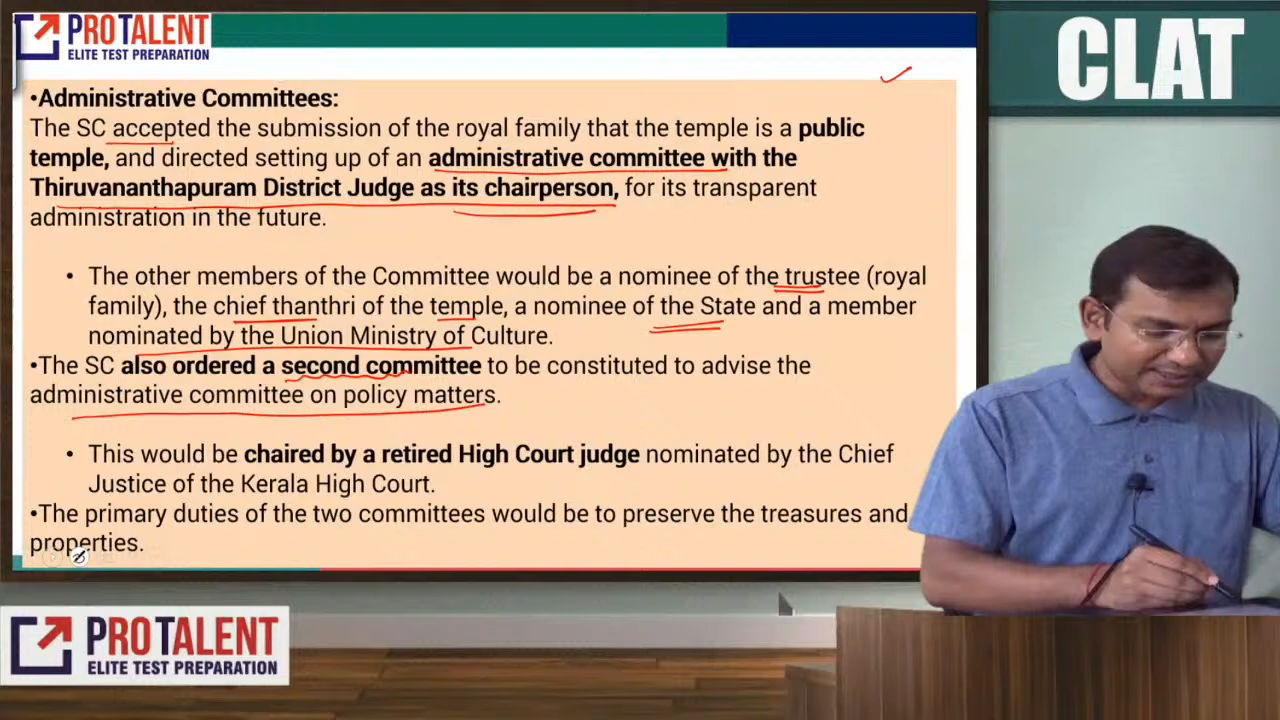 PROTALENT
ELITE TEST PREPARATION
CLAT
•Administrative Committees:
The SC accepted the submission of the royal family that the temple is a public
temple, and directed setting up of an administrative committee with the
Thiruvananthapuram District Judge as its chairperson, for its transparent
administration in the future.
• The other members of the Committee would be a nominee of the trustee (royal
family), the chief thanthri of the temple, a nominee of the State and a member
nominated by the Union Ministry of Culture.
•The SC also ordered a second committee to be constituted to advise the
administrative committee on policy matters.
• This would be chaired by a retired High Court judge nominated by the Chief
Justice of the Kerala High Court.
•The primary duties of the two committees would be to preserve the treasures and
properties.
PROTALENT
ELITE TEST PREPARATION